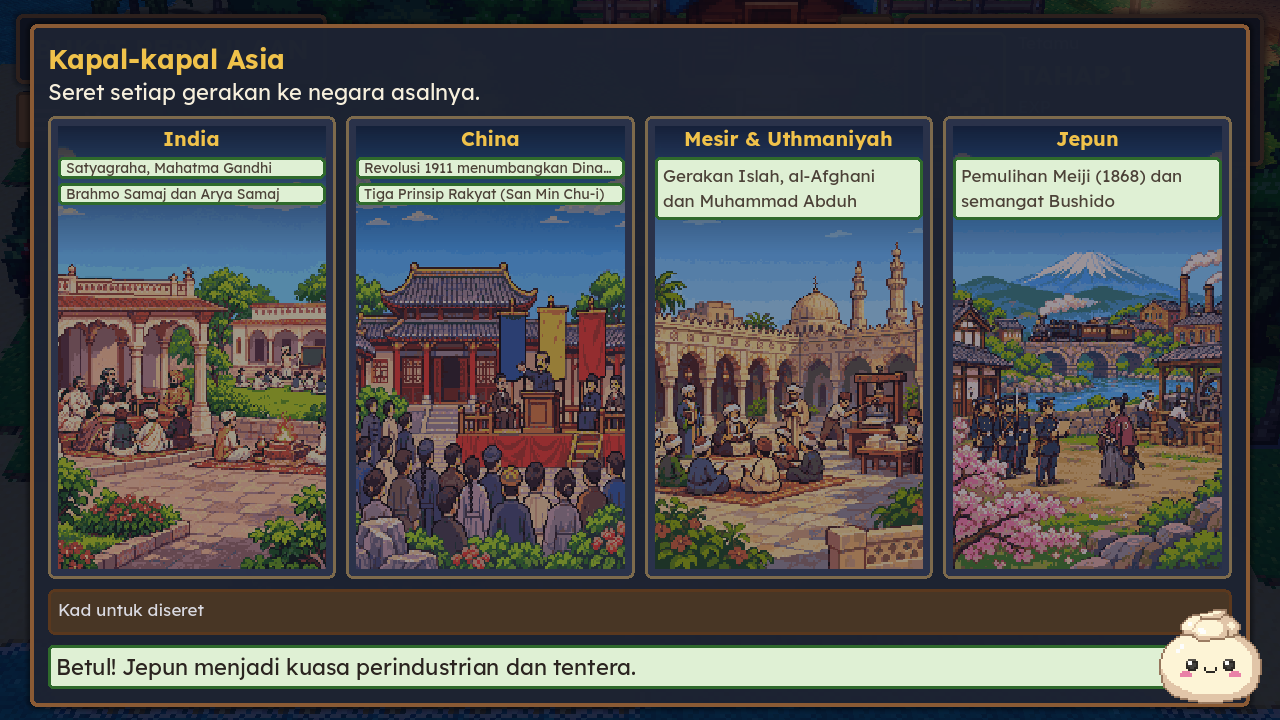 Kapal-kapal Asia
Seret setiap gerakan ke negara asalnya.
India
Satyagraha, Mahatma Gandhi
Brahmo Samaj dan Arya Samaj
China
Revolusi 1911 menumbangkan Dina...
Tiga Prinsip Rakyat (San Min Chu-i)
Mesir & Uthmaniyah
Gerakan Islah, al-Afghani
dan Muhammad Abduh
Jepun
Pemulihan Meiji (1868) dan
semangat Bushido
Kad untuk diseret
Betul! Jepun menjadi kuasa perindustrian dan tentera.